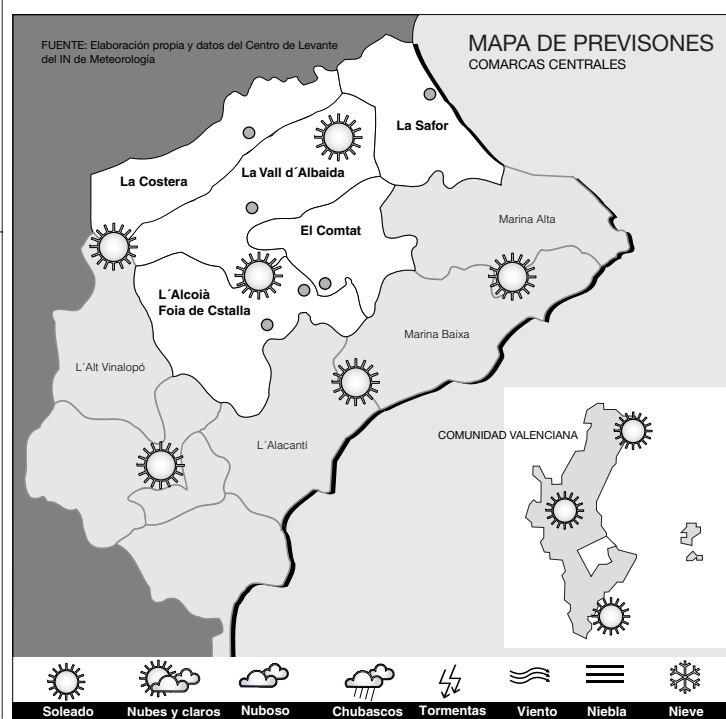 FUENTE: Elaboración propia y datos del Centro de Levante
del IN de Meteorología
MAPA DE PREVISONES
COMARCAS CENTRALES
La Safor
La Costera
La Vall d´Albaida
El Comtat
Marina Alta
L´Alcoià
Foia de Cstalla
Marina Baixa
L´Alt Vinalopó
L´Alacantí
COMUNIDAD VALENCIANA
Soleado Nubes y claros Nuboso Chubascos Tormentas Viento Niebla Nieve